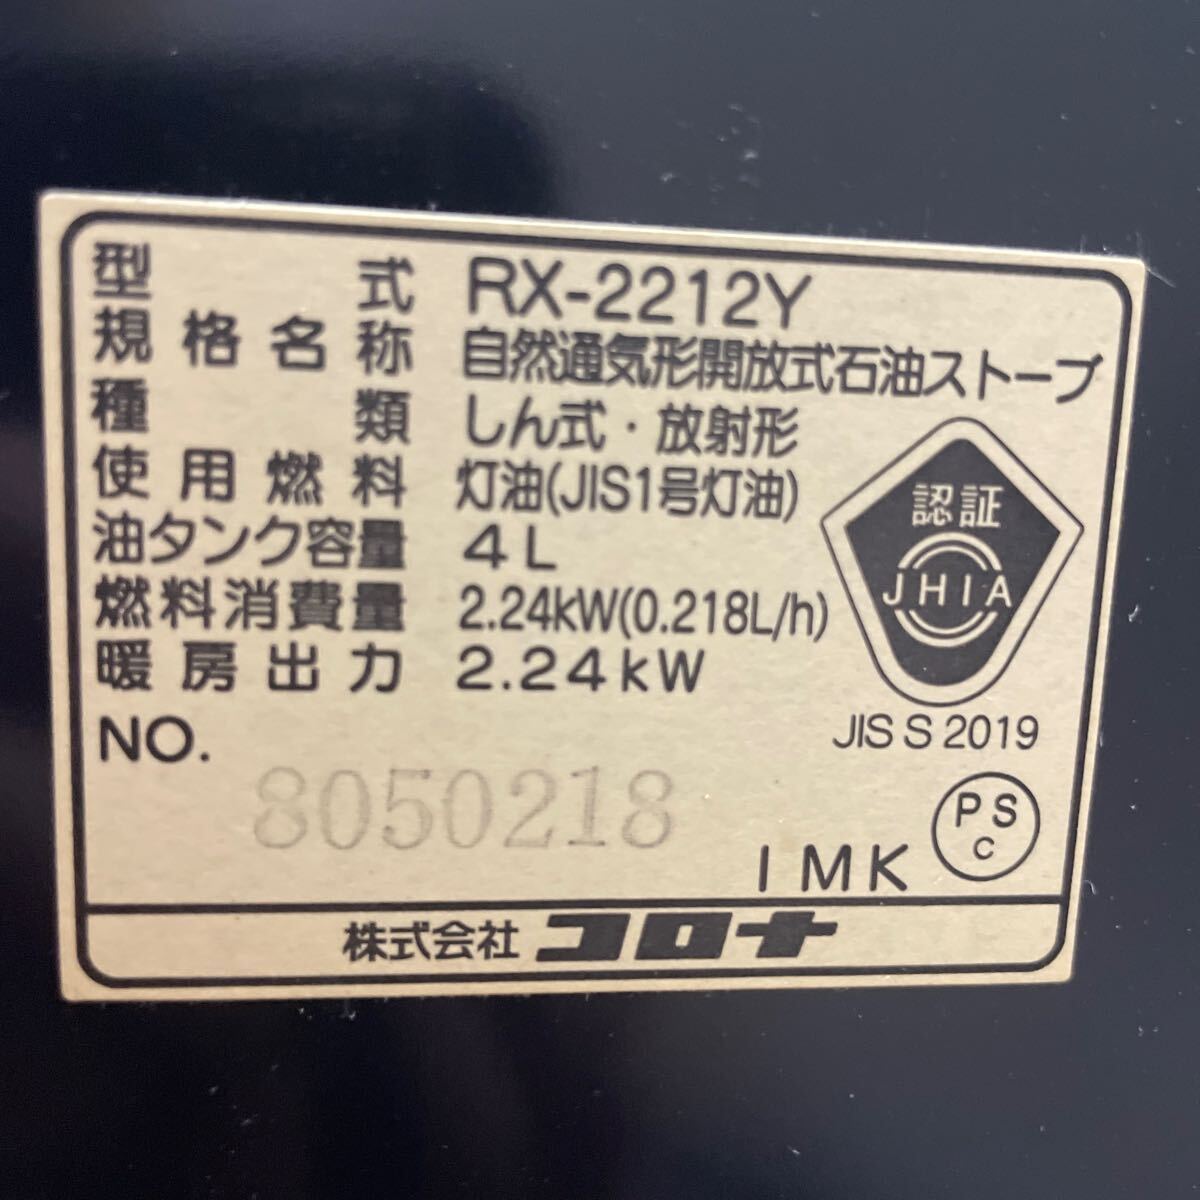 型式 RX-2212Y
規格名称 自然通気形開放式石油ストーブ
種類 しん式・放射形
使用燃料 灯油(JIS1号灯油)
油タンク容量 4L
燃料消費量 2.24kW(0.218L/h)
暖房出力 2.24kW
認証
JHIA
JIS S 2019
NO.
8050218
IMK
PS
C
株式会社 コロナ